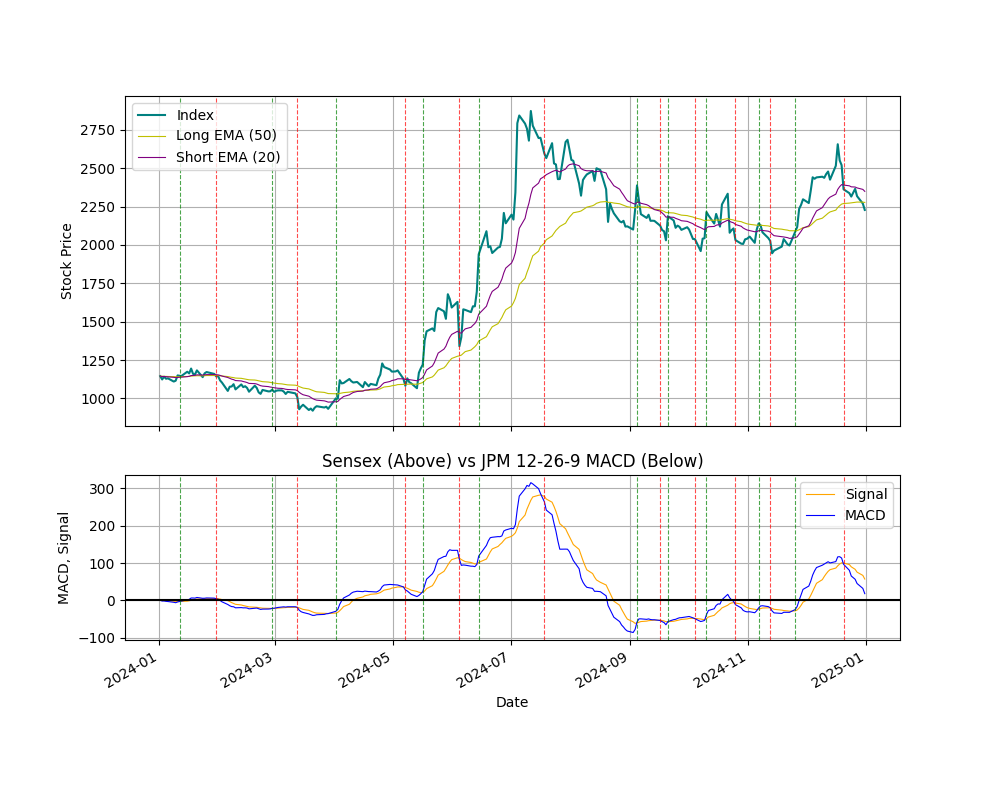 Index
Long EMA (50)
Short EMA (20)
2750
2500
2250
2000
1750
1500
1250
1000
Stock Price
Sensex (Above) vs JPM 12-26-9 MACD (Below)
Signal
MACD
300
200
100
0
−100
MACD, Signal
2024-01
2024-03
2024-05
2024-07
2024-09
2024-11
2025-01
Date